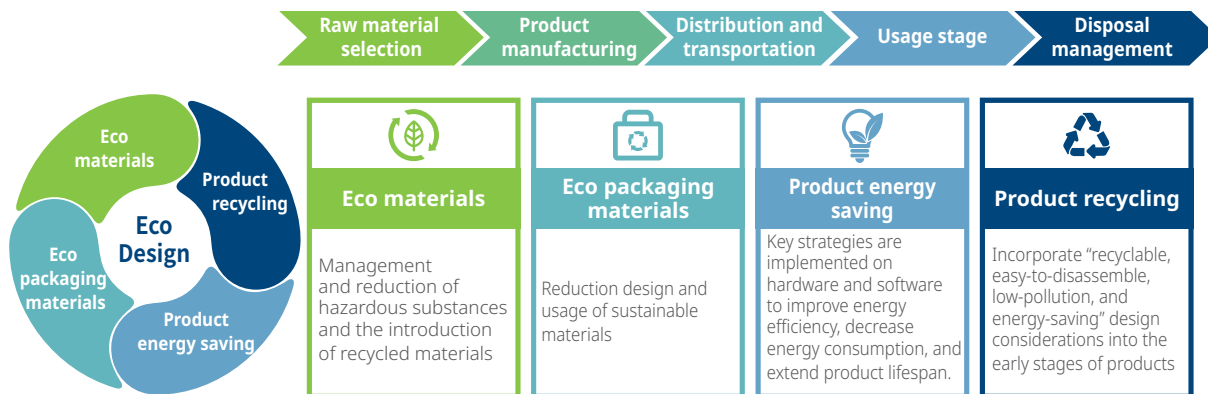 Raw material
selection
Product
manufacturing
Distribution and
transportation
Usage stage
Disposal
management
Eco
materials
Product
recycling
Eco
Design
Eco
packaging
materials
Product
energy saving
Eco materials
Management
and reduction of
hazardous substances
and the introduction
of recycled materials
Eco packaging
materials
Reduction design and
usage of sustainable
materials
Product energy
saving
Key strategies are
implemented on
hardware and software
to improve energy
efficiency, decrease
energy consumption, and
extend product lifespan.
Product recycling
Incorporate “recyclable,
easy-to-disassemble,
low-pollution, and
energy-saving” design
considerations into the
early stages of products